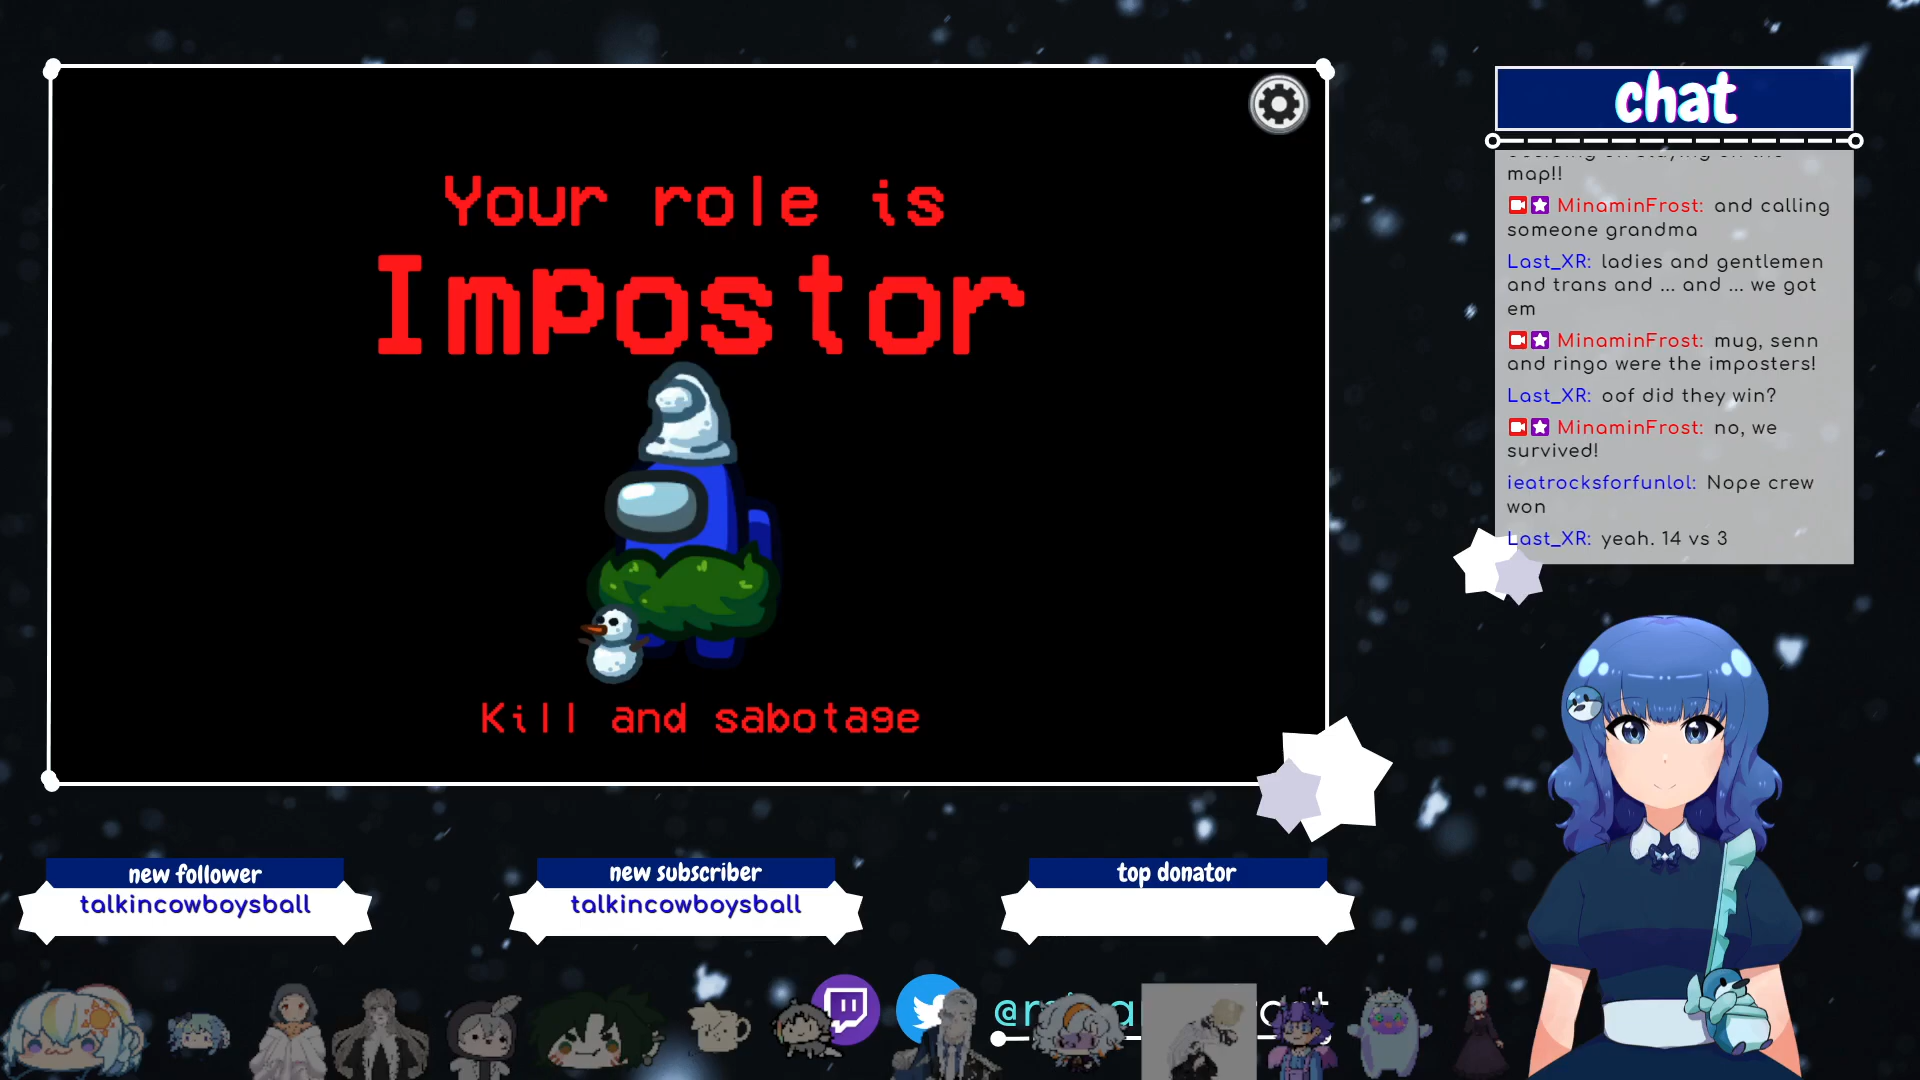 Your role is
Impostor
Kill and sabotage
chat
map!!
MinaminFrost: and calling
someone grandma
Last_XR: ladies and gentlemen
and trans and ... and ... we got
em
MinaminFrost: mug, senn
and ringo were the imposters!
Last_XR: oof did they win?
MinaminFrost: no, we
survived!
ieatrocksforfunlol: Nope crew
won
Last_XR: yeah. 14 vs 3
new follower
talkincowboysball
new subscriber
talkincowboysball
top donator